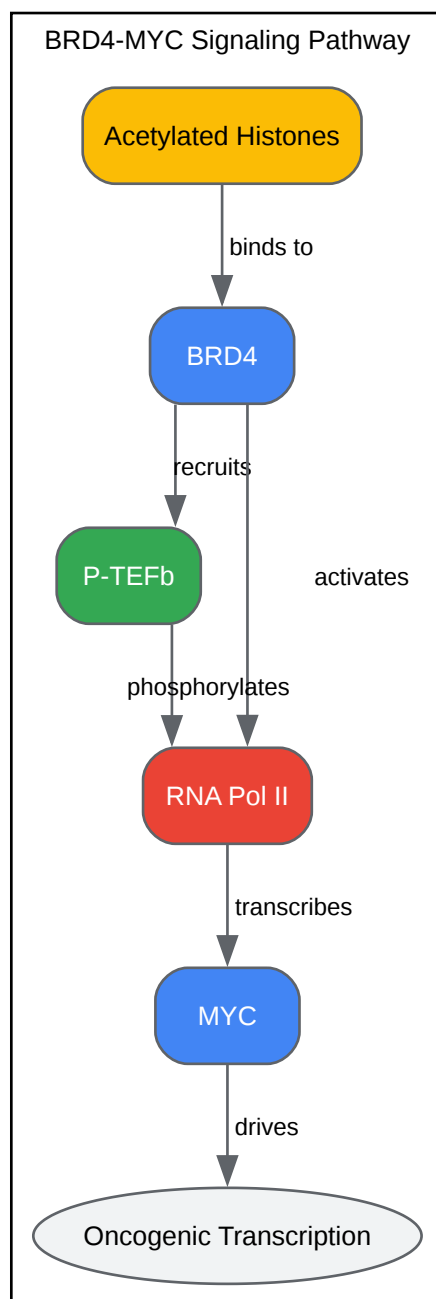 BRD4-MYC Signaling Pathway
Acetylated Histones
binds to
BRD4
recruits
P-TEFb
activates
phosphorylates
RNA Pol II
transcribes
MYC
drives
Oncogenic Transcription